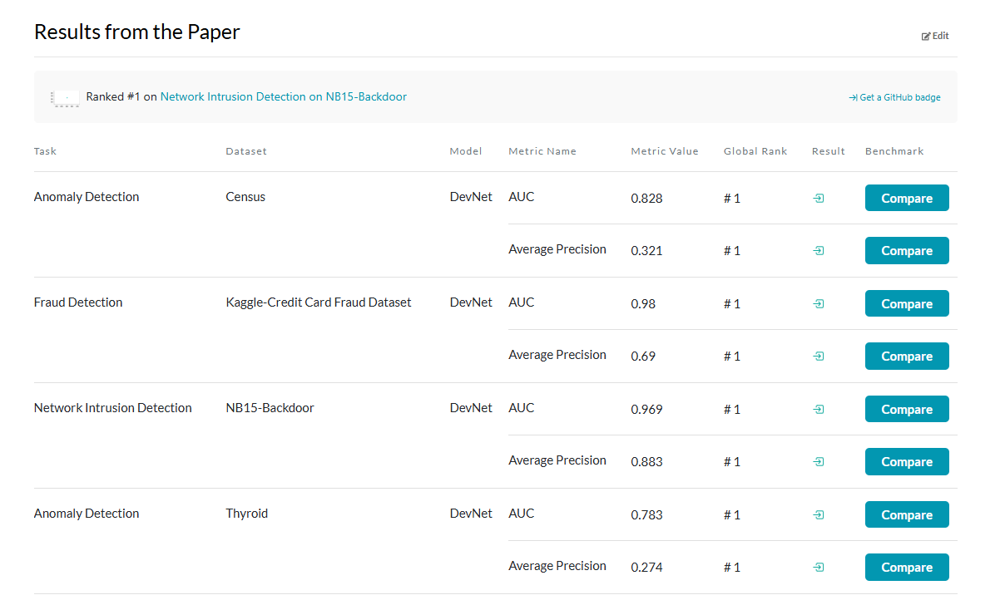 Results from the Paper
Edit
Ranked #1 on Network Intrusion Detection on NB15-Backdoor
Get a GitHub badge
Task Dataset Model Metric Name Metric Value Global Rank Result Benchmark
Anomaly Detection Census DevNet AUC 0.828 # 1 Compare
Average Precision 0.321 # 1 Compare
Fraud Detection Kaggle-Credit Card Fraud Dataset DevNet AUC 0.98 # 1 Compare
Average Precision 0.69 # 1 Compare
Network Intrusion Detection NB15-Backdoor DevNet AUC 0.969 # 1 Compare
Average Precision 0.883 # 1 Compare
Anomaly Detection Thyroid DevNet AUC 0.783 # 1 Compare
Average Precision 0.274 # 1 Compare